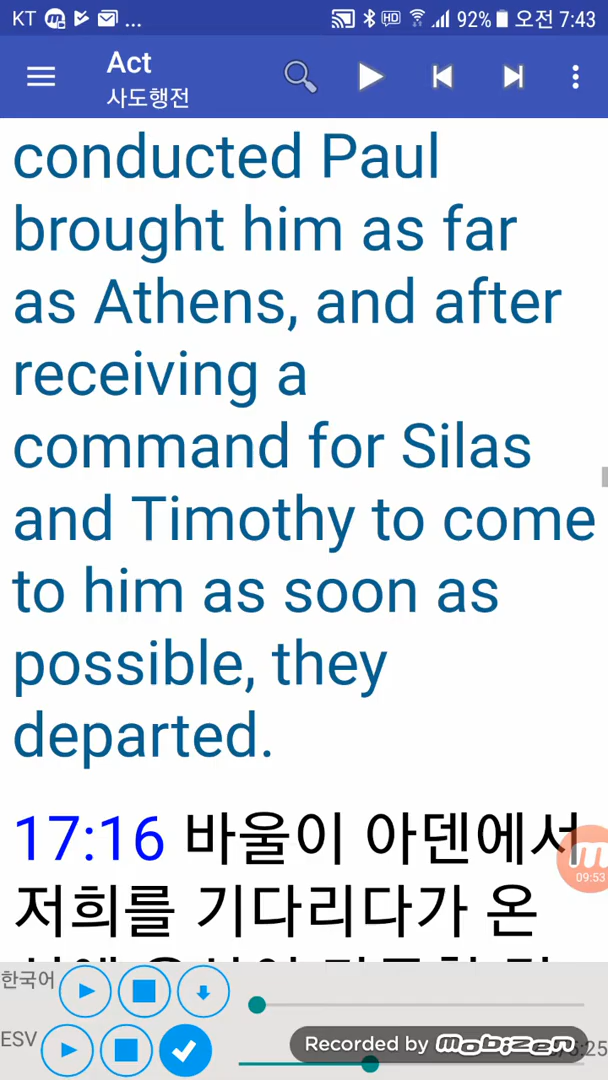 KT ... HD 92% 오전 7:43
Act
사도행전
conducted Paul
brought him as far
as Athens, and after
receiving a
command for Silas
and Timothy to come
to him as soon as
possible, they
departed.
17:16 바울이 아덴에서
저희를 기다리다가 온
09:53
한국어
ESV
Recorded by mobizen